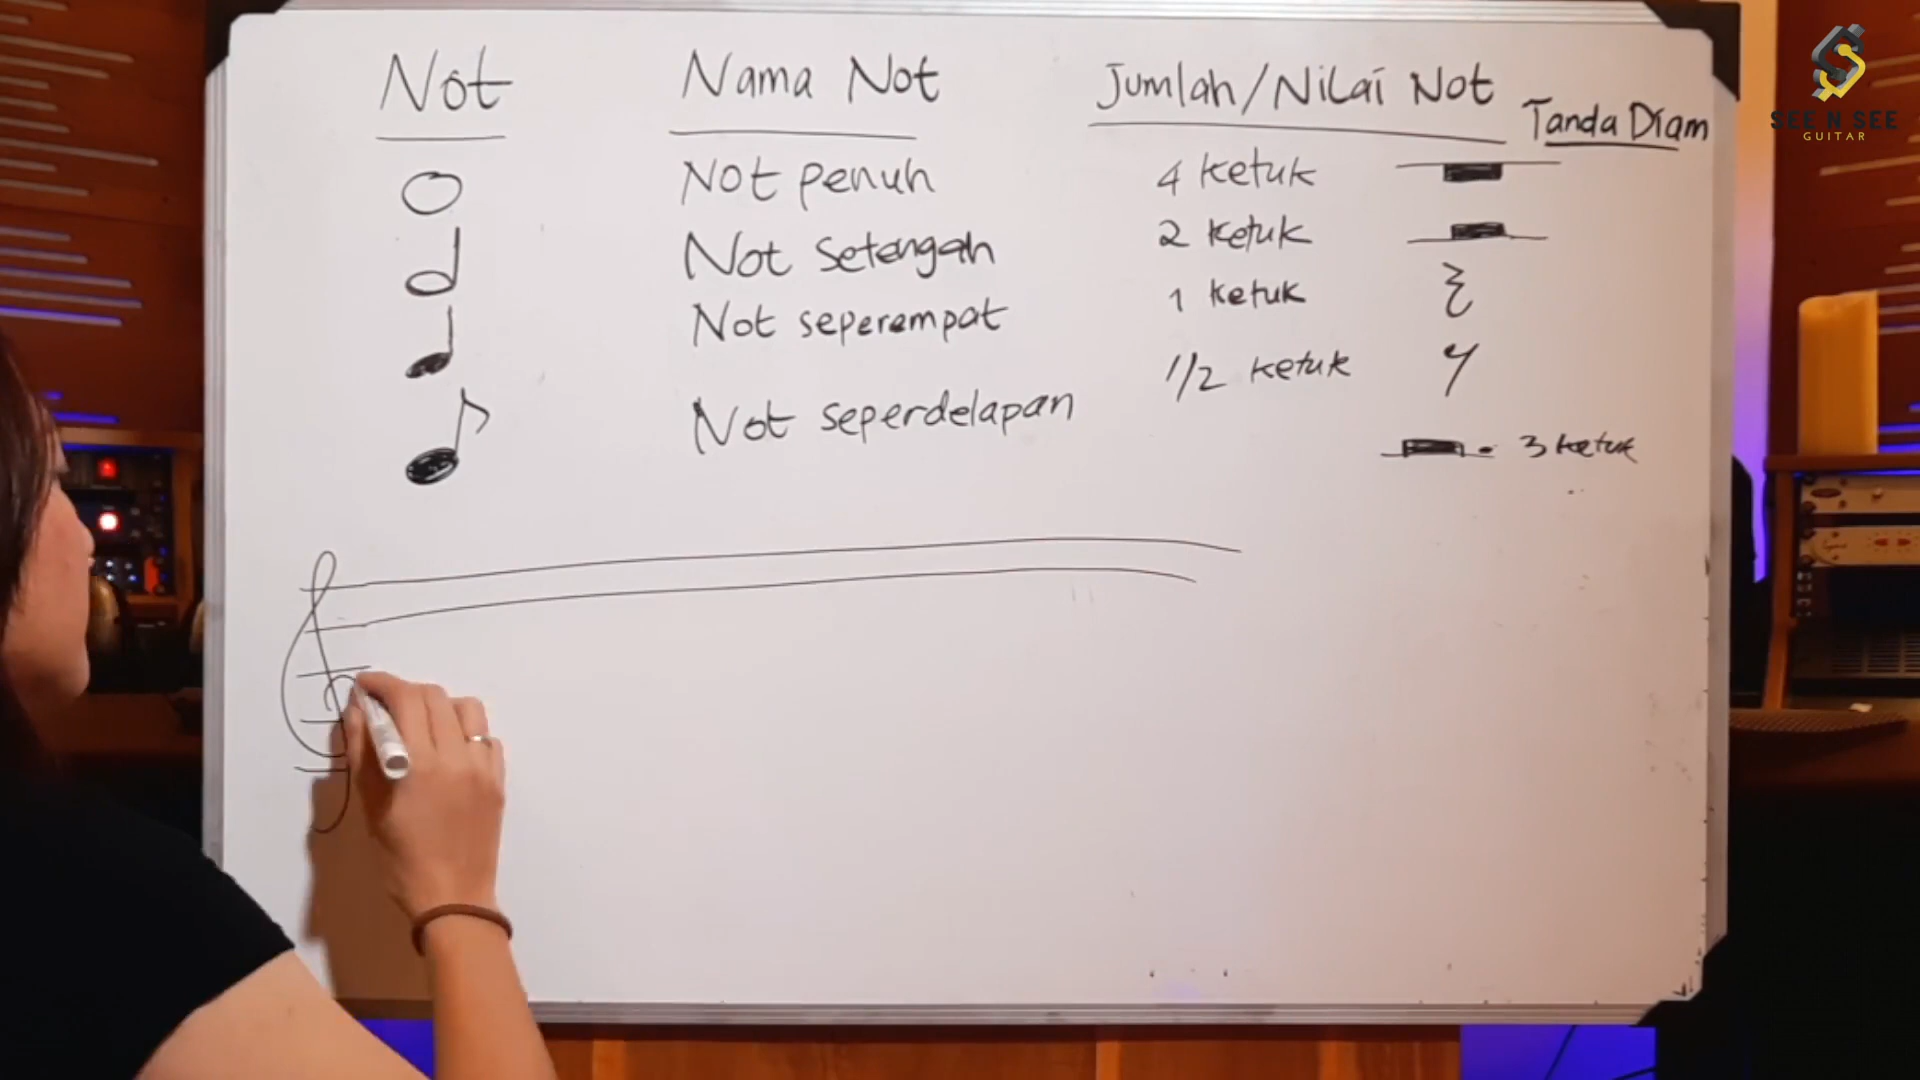 Not Nama Not Jumlah/Nilai Not Tanda Diam
Not penuh 4 ketuk
Not setengah 2 ketuk
Not seperempat 1 ketuk
Not seperdelapan 1/2 ketuk
3 ketuk
SEE N SEE
GUITAR